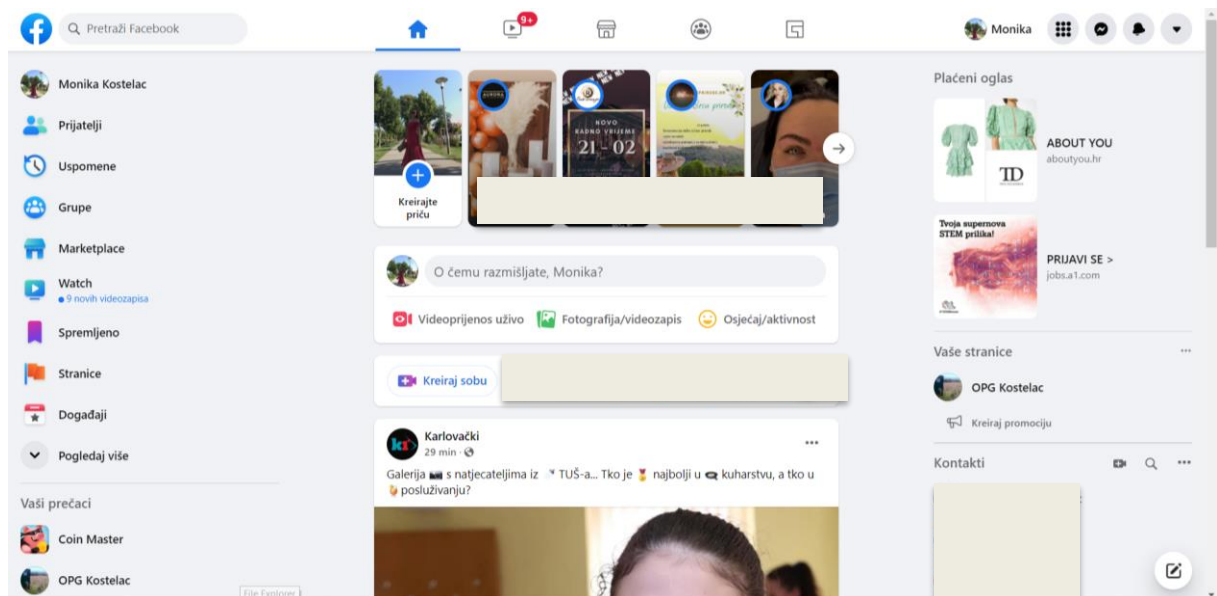 Pretraži Facebook
9+
Monika
Monika Kostelac
Prijatelji
Uspomene
Grupe
Marketplace
Watch
9 novih videozapisa
Spremljeno
Stranice
Događaji
Pogledaj više
Vaši prečaci
Coin Master
OPG Kostelac
File Explorer
AURORA
NOVO
RADNO VRIJEME
21 - 02
Kreirajte
priču
O čemu razmišljate, Monika?
Videoprijenos uživo
Fotografija/videozapis
Osjećaj/aktivnost
Kreiraj sobu
Karlovački
29 min ·
Galerija 📷 s natjecateljima iz TUŠ-a... Tko je 🏅 najbolji u 🍳 kuharstvu, a tko u
posluživanju?
Plaćeni oglas
TD
ABOUT YOU
aboutyou.hr
Tvoja supernova
STEM prilika!
PRIJAVI SE >
jobs.a1.com
Vaše stranice
OPG Kostelac
Kreiraj promociju
Kontakti